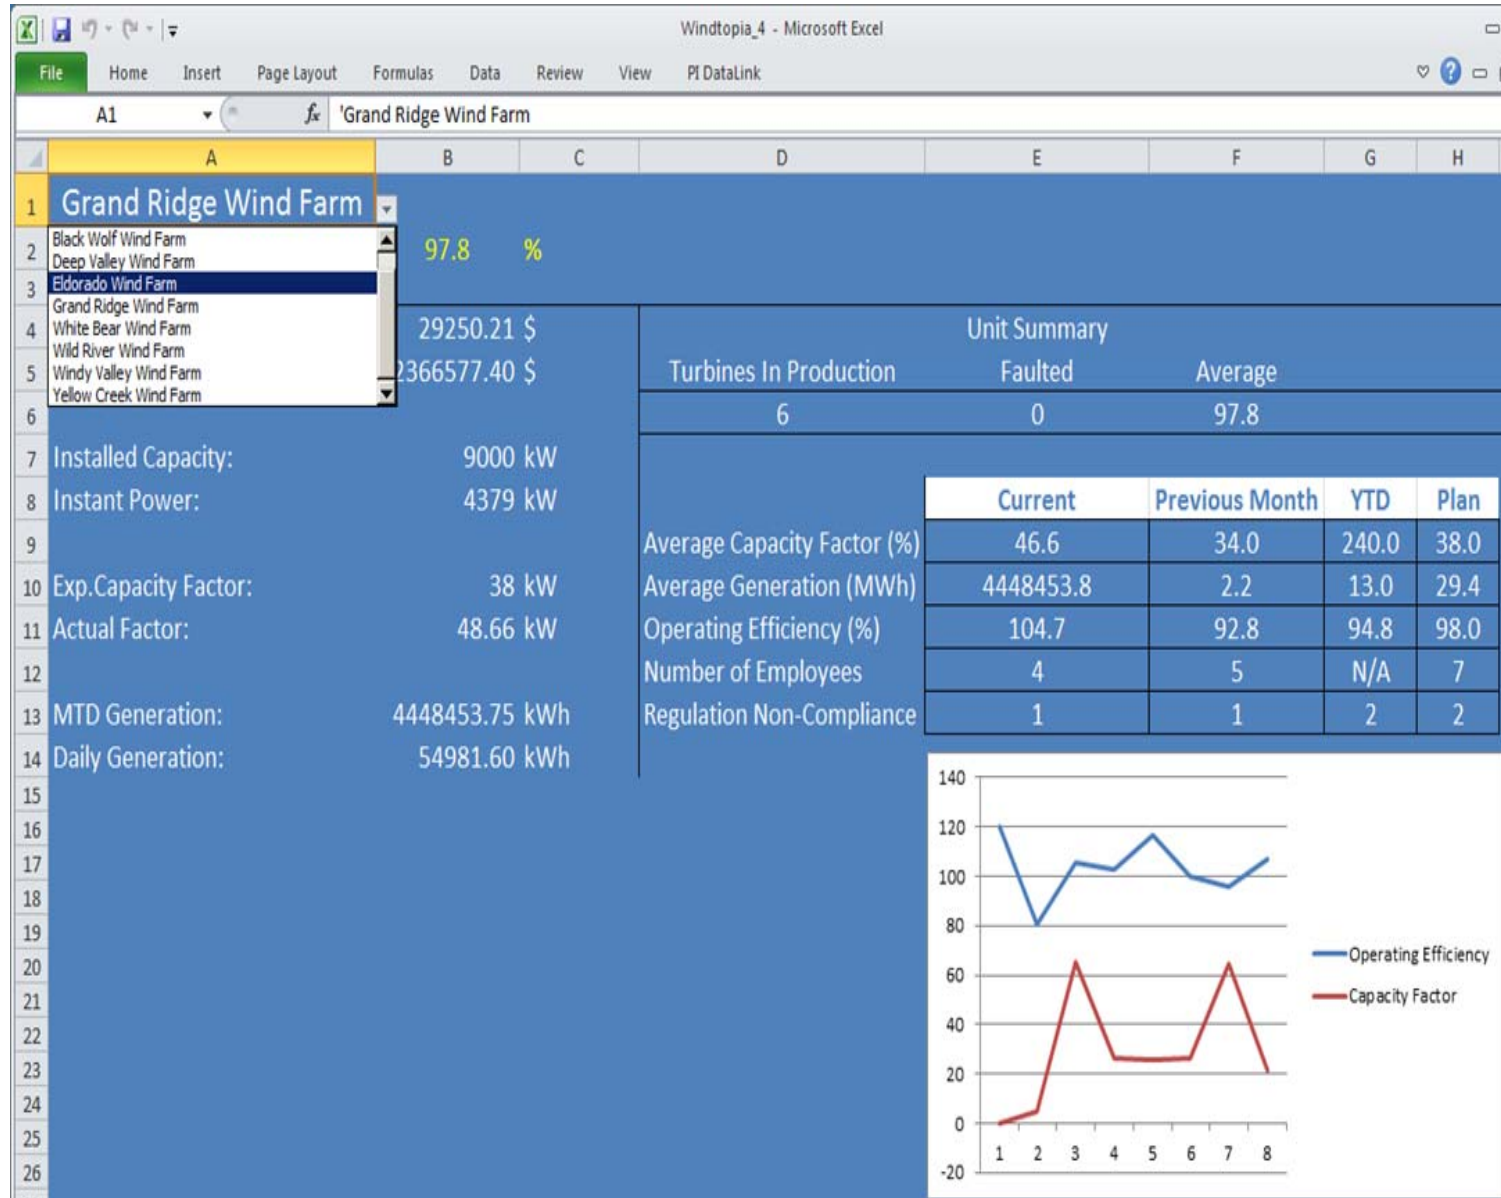 Windtopia_4 - Microsoft Excel
File Home Insert Page Layout Formulas Data Review View PI DataLink
A1 fx 'Grand Ridge Wind Farm
A B C D E F G H
1 Grand Ridge Wind Farm
Black Wolf Wind Farm
2 97.8 %
Deep Valley Wind Farm
3 Eldorado Wind Farm
Grand Ridge Wind Farm
4 White Bear Wind Farm 29250.21 $ Unit Summary
Wild River Wind Farm
5 Windy Valley Wind Farm 2366577.40 $ Turbines In Production Faulted Average
Yellow Creek Wind Farm
6 6 0 97.8
7 Installed Capacity: 9000 kW
8 Instant Power: 4379 kW Current Previous Month YTD Plan
9 Average Capacity Factor (%) 46.6 34.0 240.0 38.0
10 Exp.Capacity Factor: 38 kW Average Generation (MWh) 4448453.8 2.2 13.0 29.4
11 Actual Factor: 48.66 kW Operating Efficiency (%) 104.7 92.8 94.8 98.0
12 Number of Employees 4 5 N/A 7
13 MTD Generation: 4448453.75 kWh Regulation Non-Compliance 1 1 2 2
14 Daily Generation: 54981.60 kWh
15
16
17
18
19
20
21
22
23
24
25
26
140
120
100
80
60
40
20
0
-20
1 2 3 4 5 6 7 8
Operating Efficiency
Capacity Factor